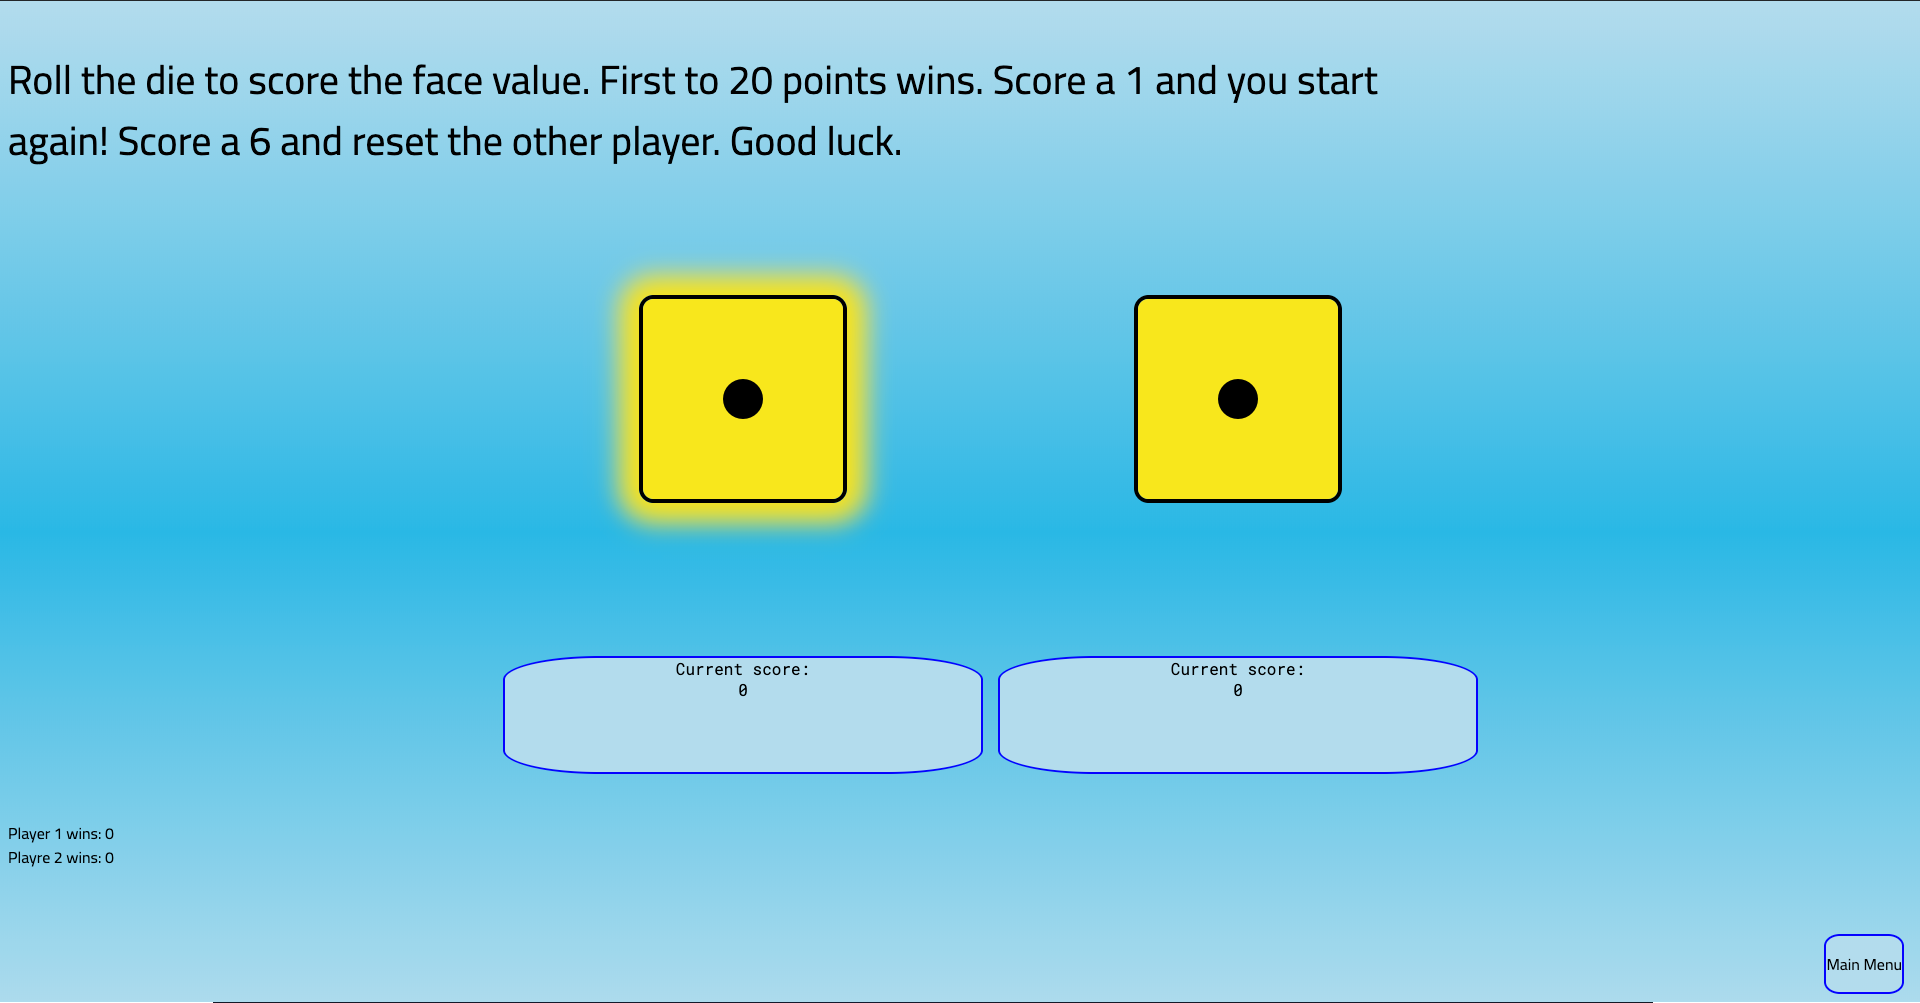 Roll the die to score the face value. First to 20 points wins. Score a 1 and you start
again! Score a 6 and reset the other player. Good luck.
Current score:
0
Current score:
0
Player 1 wins: 0
Playre 2 wins: 0
Main Menu